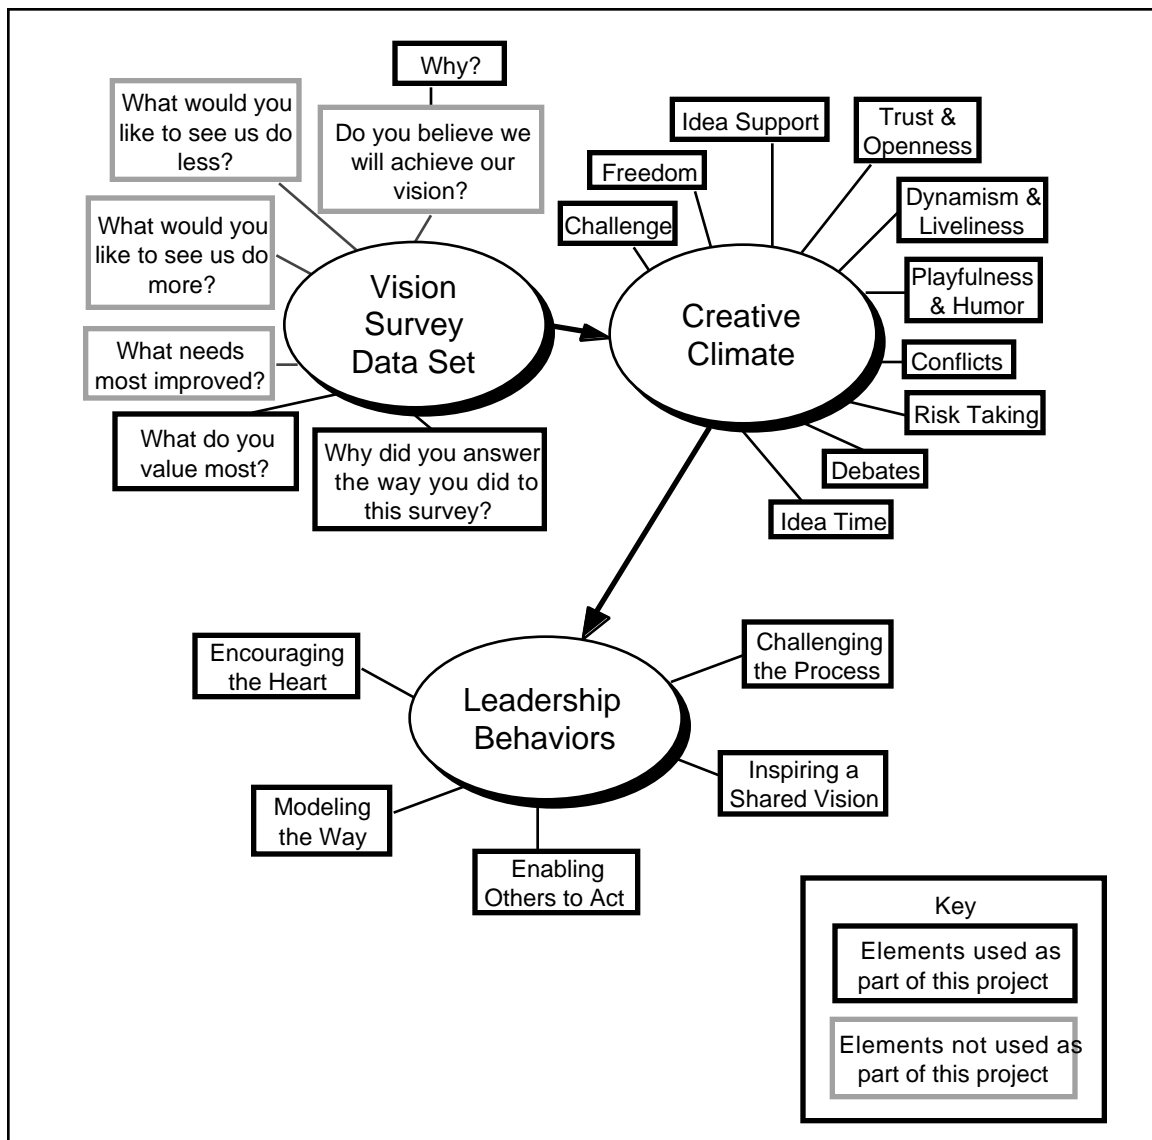 Why?
What would you
like to see us do
less?
Do you believe we
will achieve our
vision?
What would you
like to see us do
more?
What needs
most improved?
What do you
value most?
Why did you answer
the way you did to
this survey?
Vision
Survey
Data Set
Idea Support
Trust &
Openness
Freedom
Challenge
Dynamism &
Liveliness
Playfulness
& Humor
Creative
Climate
Conflicts
Risk Taking
Debates
Idea Time
Encouraging
the Heart
Challenging
the Process
Leadership
Behaviors
Inspiring a
Shared Vision
Modeling
the Way
Enabling
Others to Act
Key
Elements used as
part of this project
Elements not used as
part of this project